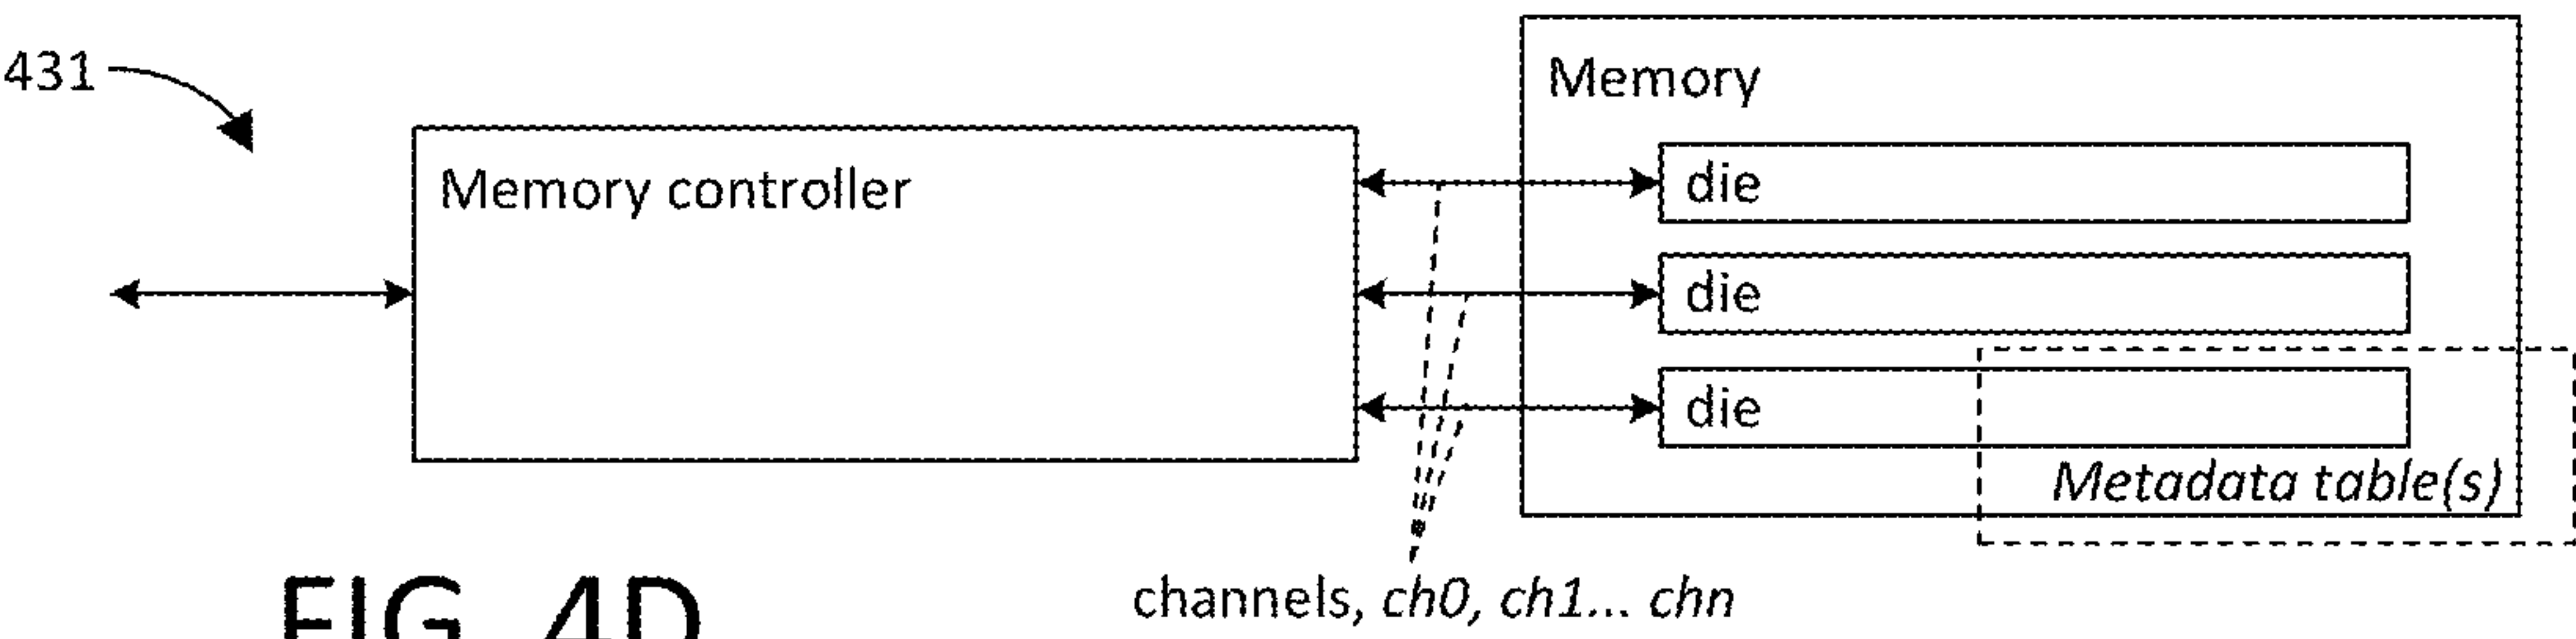 431
Memory
Memory controller
die
die
die
Metadata table(s)
channels, ch0, ch1... chn
FIG. 4D